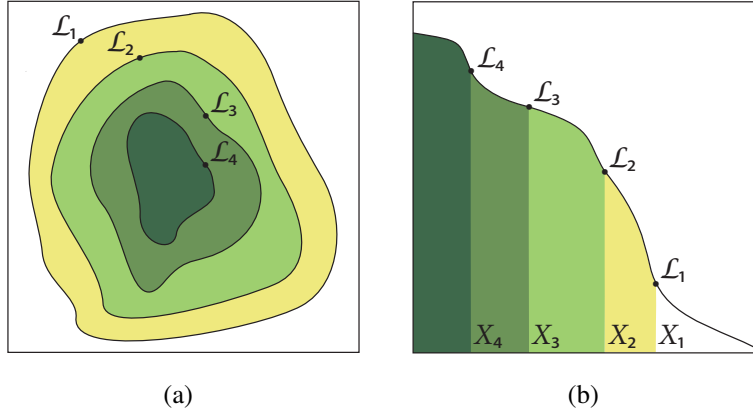 ℒ₁
ℒ₂
ℒ₃
ℒ₄
(a)
ℒ₄
ℒ₃
ℒ₂
ℒ₁
X₄ X₃ X₂ X₁
(b)